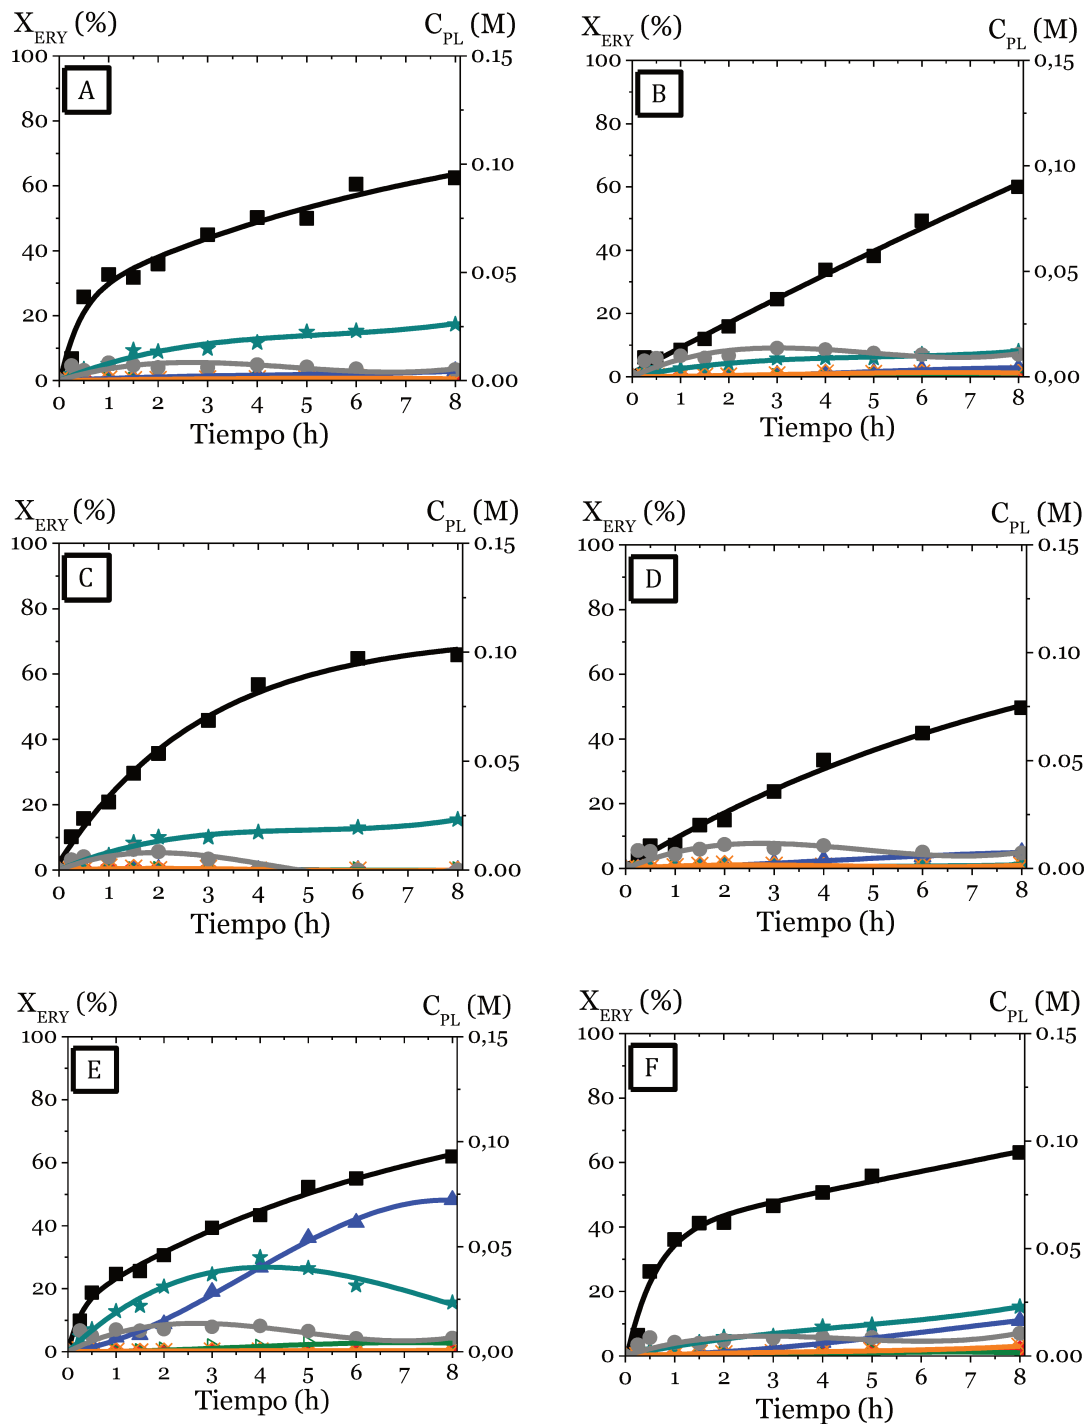 X_ERY (%) C_PL (M)
100 0.15
A
80
60 0.10
40 0.05
20
0 0.00
0 1 2 3 4 5 6 7 8
Tiempo (h)
X_ERY (%) C_PL (M)
100 0,15
B
80
60 0,10
40 0,05
20
0 0,00
0 1 2 3 4 5 6 7 8
Tiempo (h)
X_ERY (%) C_PL (M)
100 0.15
C
80
60 0.10
40 0.05
20
0 0.00
0 1 2 3 4 5 6 7 8
Tiempo (h)
X_ERY (%) C_PL (M)
100 0.15
D
80
60 0.10
40 0.05
20
0 0.00
0 1 2 3 4 5 6 7 8
Tiempo (h)
X_ERY (%) C_PL (M)
100 0,15
E
80
60 0,10
40 0,05
20
0 0,00
0 1 2 3 4 5 6 7 8
Tiempo (h)
X_ERY (%) C_PL (M)
100 0.15
F
80
60 0.10
40 0.05
20
0 0.00
0 1 2 3 4 5 6 7 8
Tiempo (h)